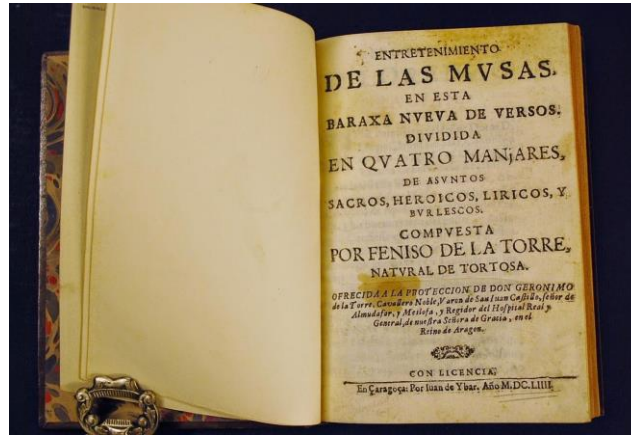 ENTRETENIMIENTO
DE LAS MVSAS.
EN ESTA
BARAXA NVEVA DE VERSOS.
DIVIDIDA
EN QVATRO MANjARES,
DE ASVNTOS
SACROS, HEROICOS, LIRICOS, Y
BVRLESCOS.
COMPVESTA
POR FENISO DE LA TORRE,
NATVRAL DE TORTOSA.
OFRECIDA A LA PROTECCION DE DON GERONIMO
de la Torre, Cavallero Noble, Varon de San Iuan Castillo, señor de
Almudafar, y Meilosa, y Regidor del Hospital Real y
General, de nuestra Señora de Gracia, en el
Reino de Aragon.
CON LICENCIA;
En Çaragoça: Por Iuan de Ybar. Año M.DC.LIIII.